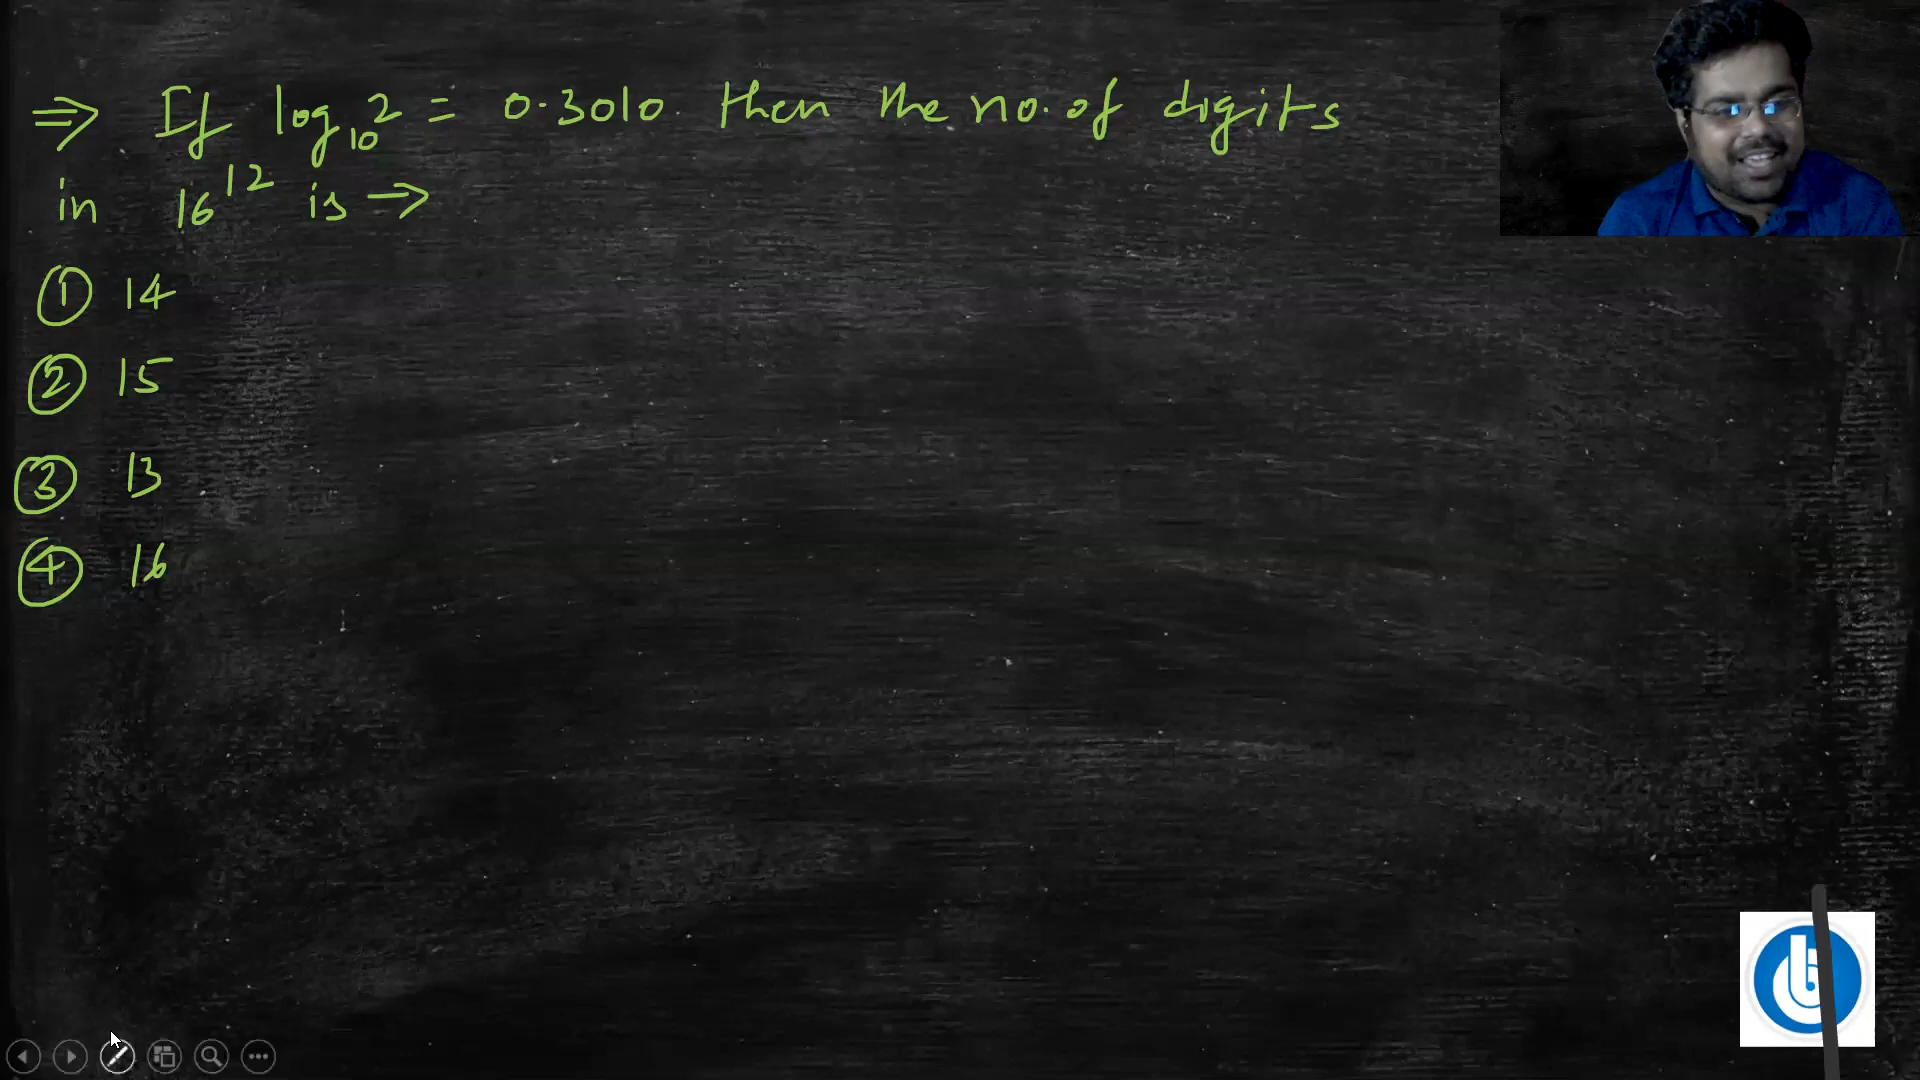 ⇒ If log₁₀2 = 0.3010 then the no. of digits
in 16¹² is →
① 14
② 15
③ 13
④ 16